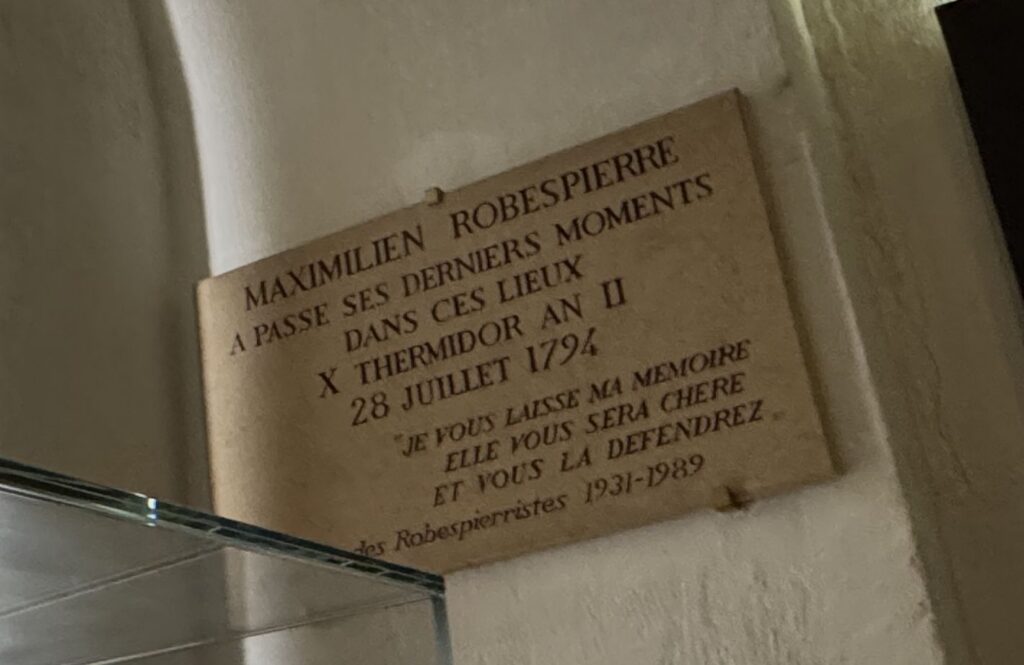 MAXIMILIEN ROBESPIERRE
A PASSE SES DERNIERS MOMENTS
DANS CES LIEUX
X THERMIDOR AN II
28 JUILLET 1794
"JE VOUS LAISSE MA MEMOIRE
ELLE VOUS SERA CHERE
ET VOUS LA DEFENDREZ"
des Robespierristes 1931-1989